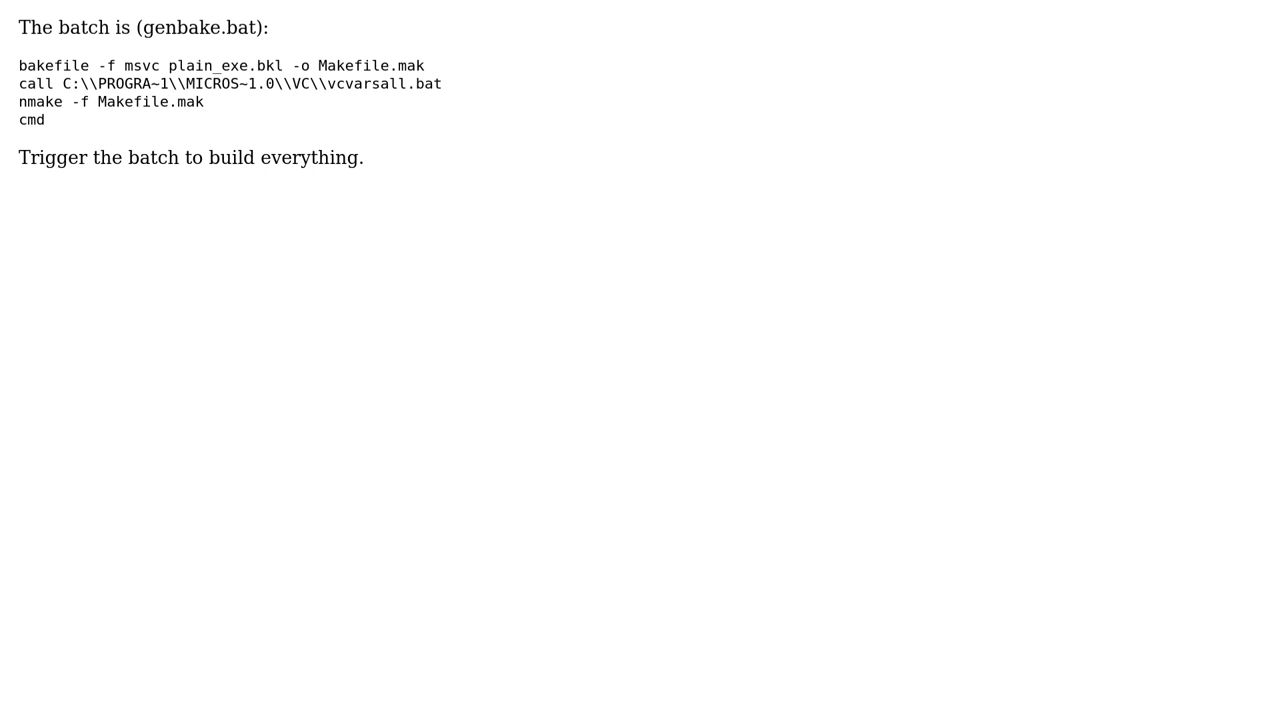 The batch is (genbake.bat):
bakefile -f msvc plain_exe.bkl -o Makefile.mak
call C:\\PROGRA~1\\MICROS~1.0\\VC\\vcvarsall.bat
nmake -f Makefile.mak
cmd
Trigger the batch to build everything.